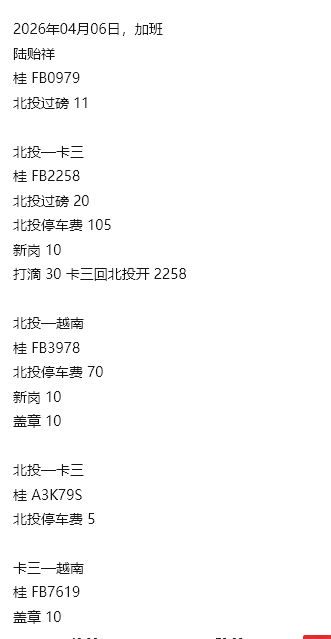 2026年04月06日，加班
陆贻祥
桂 FB0979
北投过磅 11
北投—卡三
桂 FB2258
北投过磅 20
北投停车费 105
新岗 10
打滴 30 卡三回北投开 2258
北投—越南
桂 FB3978
北投停车费 70
新岗 10
盖章 10
北投—卡三
桂 A3K79S
北投停车费 5
卡三—越南
桂 FB7619
盖章 10